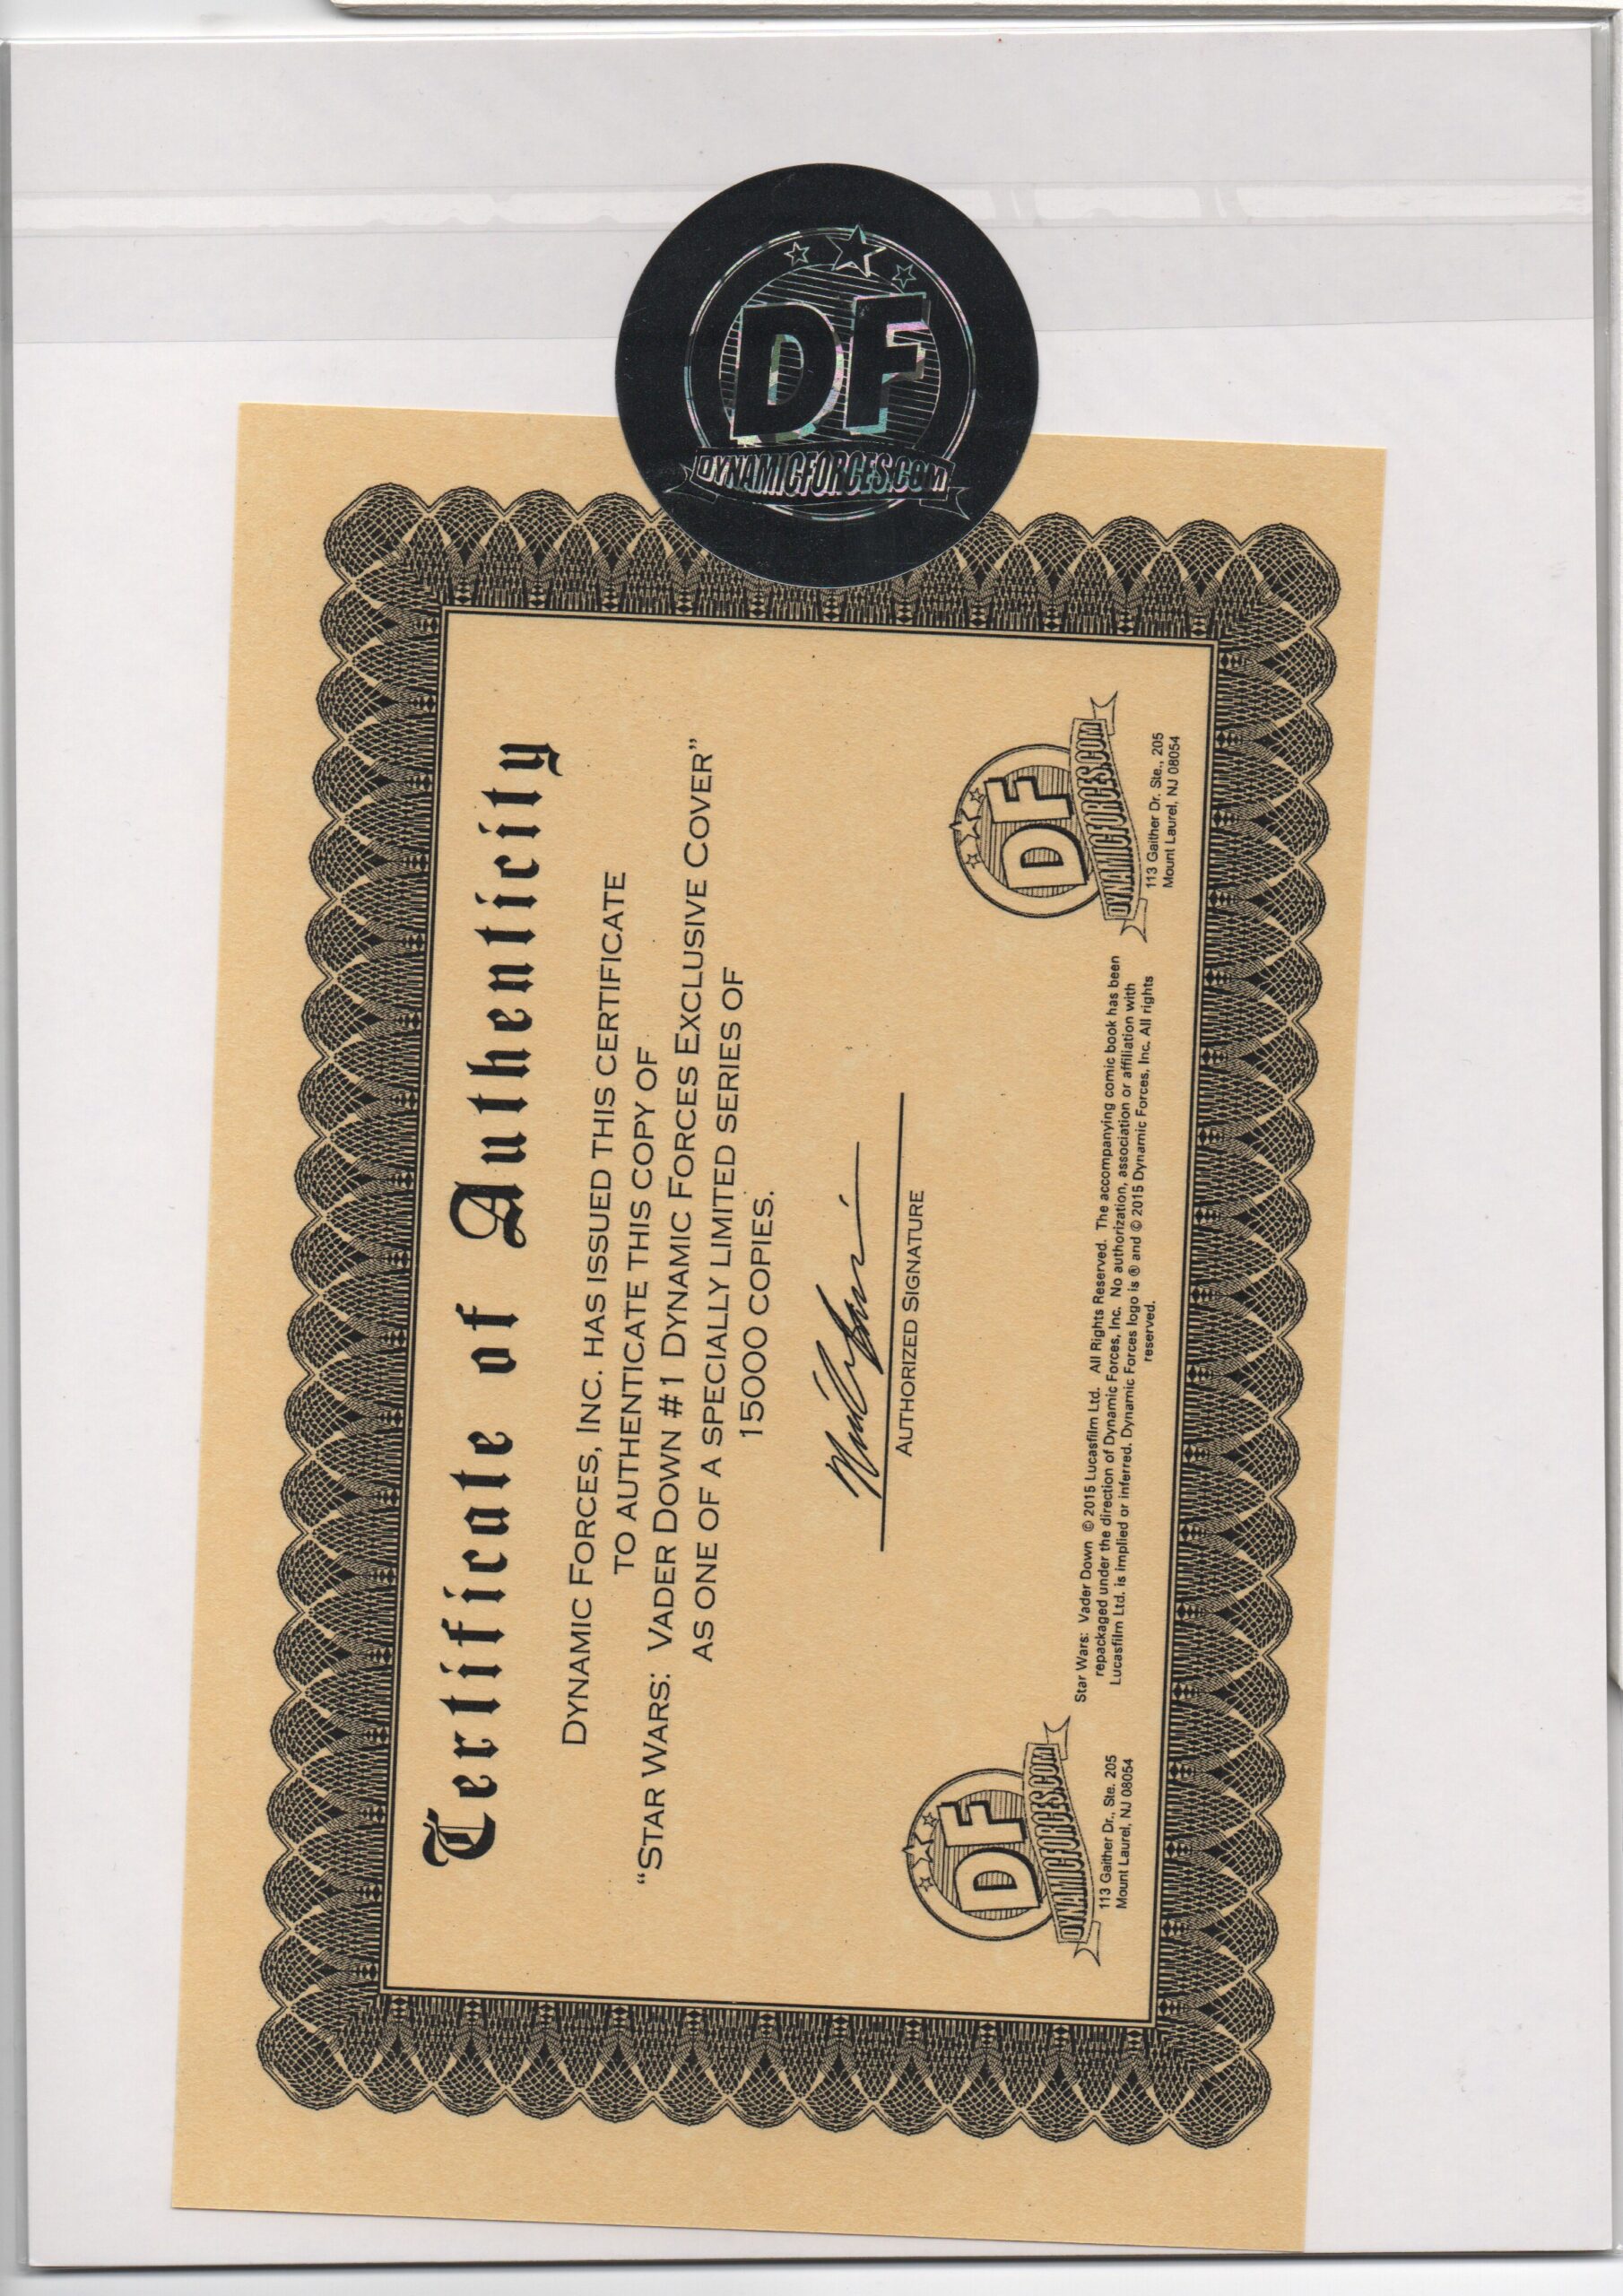 DF
DYNAMICFORCES.COM
Certificate of Authenticity
DYNAMIC FORCES, INC. HAS ISSUED THIS CERTIFICATE
TO AUTHENTICATE THIS COPY OF
"STAR WARS: VADER DOWN #1 DYNAMIC FORCES EXCLUSIVE COVER"
AS ONE OF A SPECIALLY LIMITED SERIES OF
15000 COPIES.
AUTHORIZED SIGNATURE
DF
DYNAMICFORCES.COM
113 Gaither Dr., Ste. 205
Mount Laurel, NJ 08054
Star Wars: Vader Down © 2015 Lucasfilm Ltd. All Rights Reserved. The accompanying comic book has been
repackaged under the direction of Dynamic Forces, Inc. No authorization, association or affiliation with
Lucasfilm Ltd. is implied or inferred. Dynamic Forces logo is ® and © 2015 Dynamic Forces, Inc. All rights
reserved.
DF
DYNAMICFORCES.COM
113 Gaither Dr. Ste., 205
Mount Laurel, NJ 08054